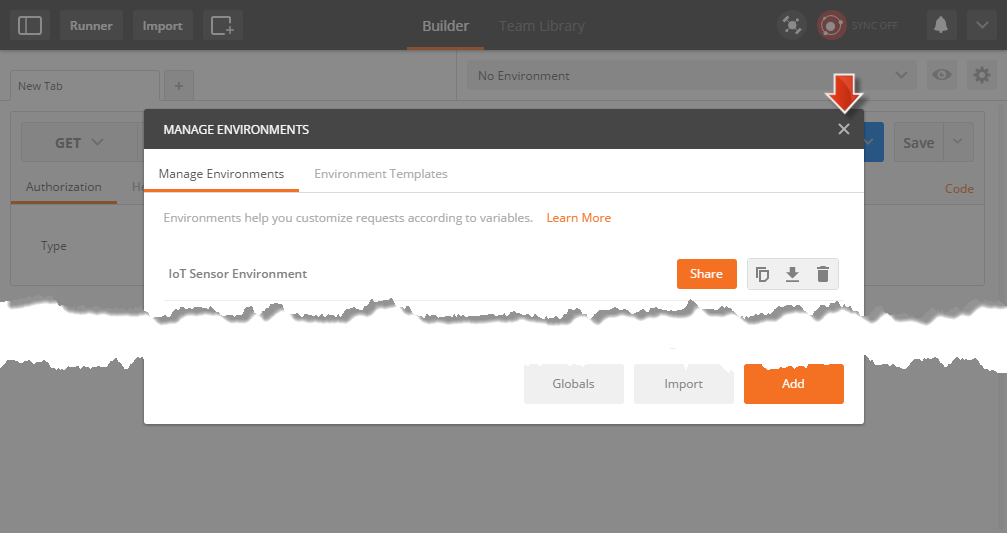 Runner Import Builder Team Library SYNC OFF
New Tab + No Environment
MANAGE ENVIRONMENTS
GET Save
Manage Environments Environment Templates
Authorization Code
Environments help you customize requests according to variables. Learn More
Type
IoT Sensor Environment Share
Globals Import Add